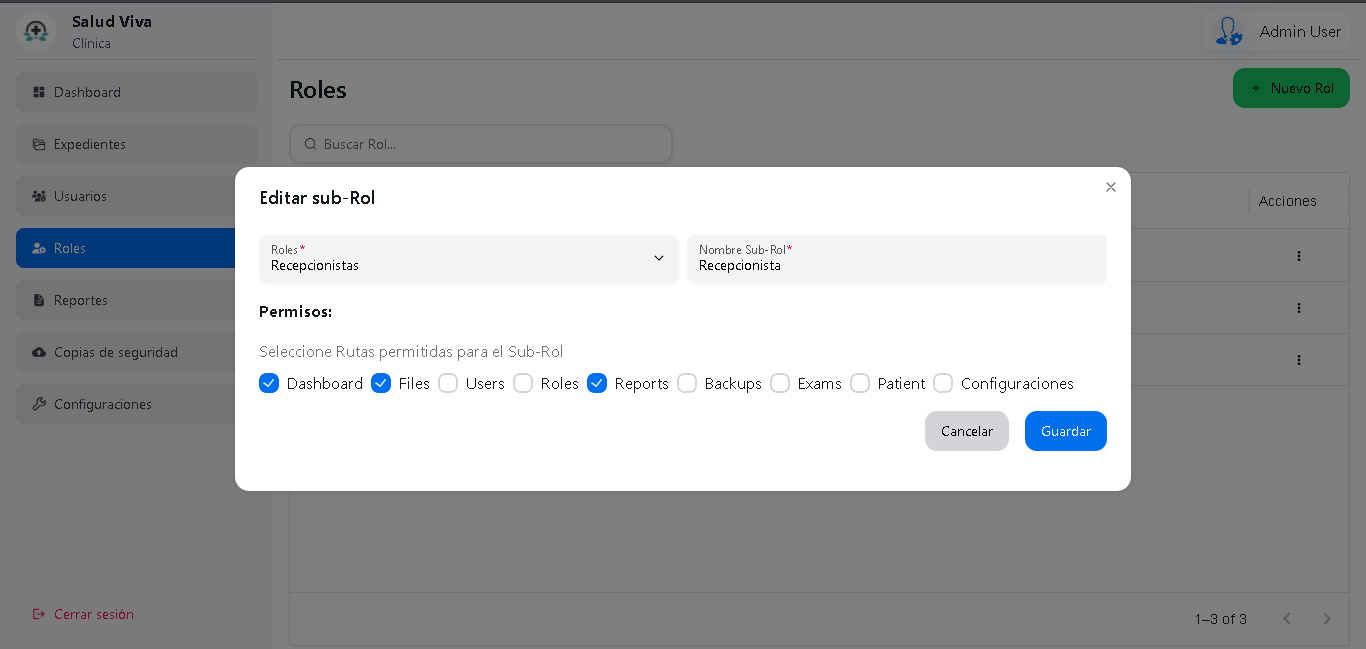 Salud Viva
Clínica
Admin User
Dashboard
Expedientes
Usuarios
Roles
Reportes
Copias de seguridad
Configuraciones
Cerrar sesión
Roles
+ Nuevo Rol
Buscar Rol...
Acciones
Editar sub-Rol
Roles*
Recepcionistas
Nombre Sub-Rol*
Recepcionista
Permisos:
Seleccione Rutas permitidas para el Sub-Rol
Dashboard Files Users Roles Reports Backups Exams Patient Configuraciones
Cancelar Guardar
1–3 of 3